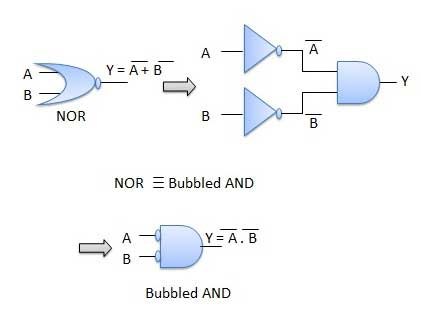 A
B
Y = A̅ + B̅
NOR
A
A̅
B
B̅
Y
NOR ≡ Bubbled AND
A
B
Y = A̅ . B̅
Bubbled AND